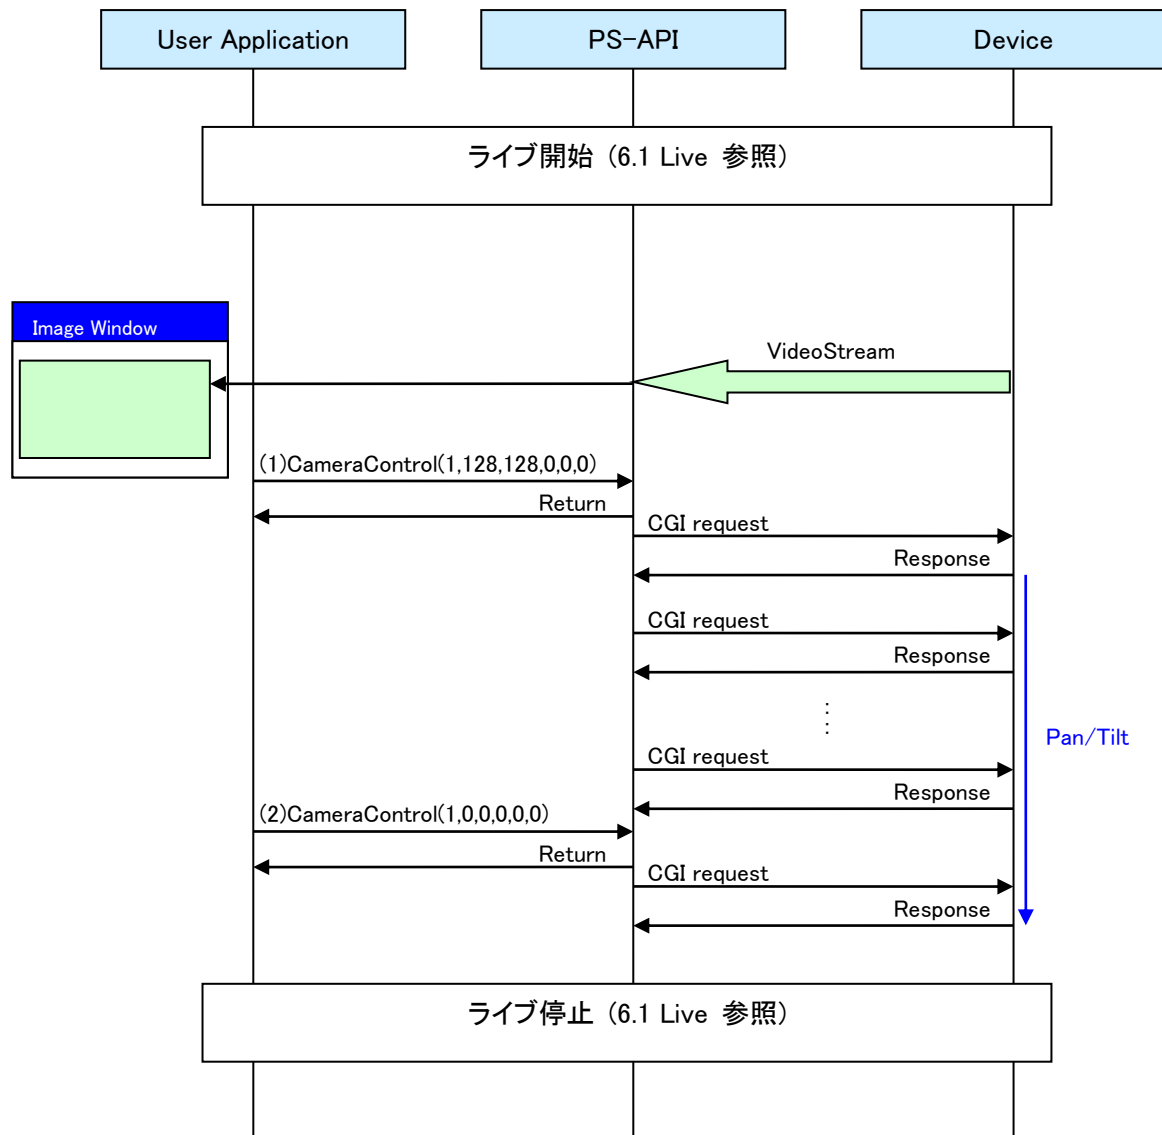 User Application
PS-API
Device
ライブ開始 (6.1 Live 参照)
Image Window
VideoStream
(1)CameraControl(1,128,128,0,0,0)
Return
CGI request
Response
CGI request
Response
Pan/Tilt
CGI request
Response
(2)CameraControl(1,0,0,0,0,0)
Return
CGI request
Response
ライブ停止 (6.1 Live 参照)